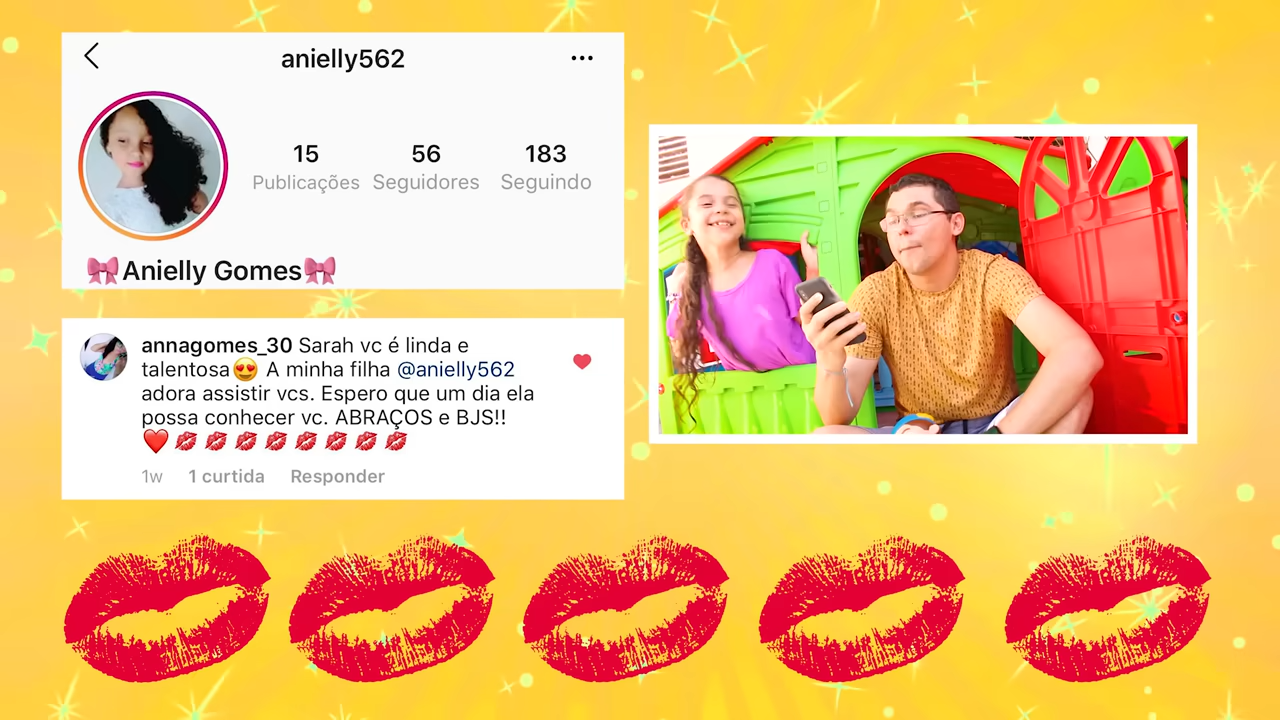 anielly562
15 56 183
Publicações Seguidores Seguindo
🎀Anielly Gomes🎀
annagomes_30 Sarah vc é linda e
talentosa😍 A minha filha @anielly562
adora assistir vcs. Espero que um dia ela
possa conhecer vc. ABRAÇOS e BJS!!
❤️💋💋💋💋💋💋💋💋
1w 1 curtida Responder